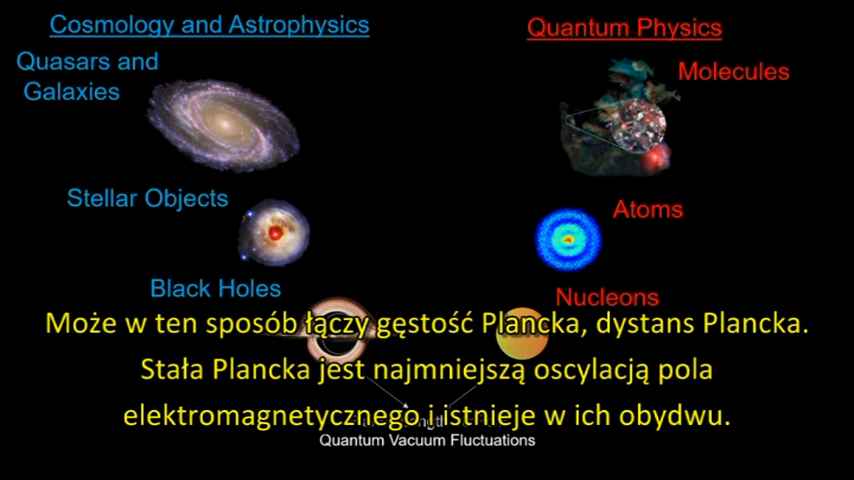 Cosmology and Astrophysics
Quantum Physics
Quasars and
Galaxies
Molecules
Stellar Objects
Atoms
Black Holes
Nucleons
Może w ten sposób łączy gęstość Plancka, dystans Plancka.
Stała Plancka jest najmniejszą oscylacją pola
elektromagnetycznego i istnieje w ich obydwu.
Quantum Vacuum Fluctuations